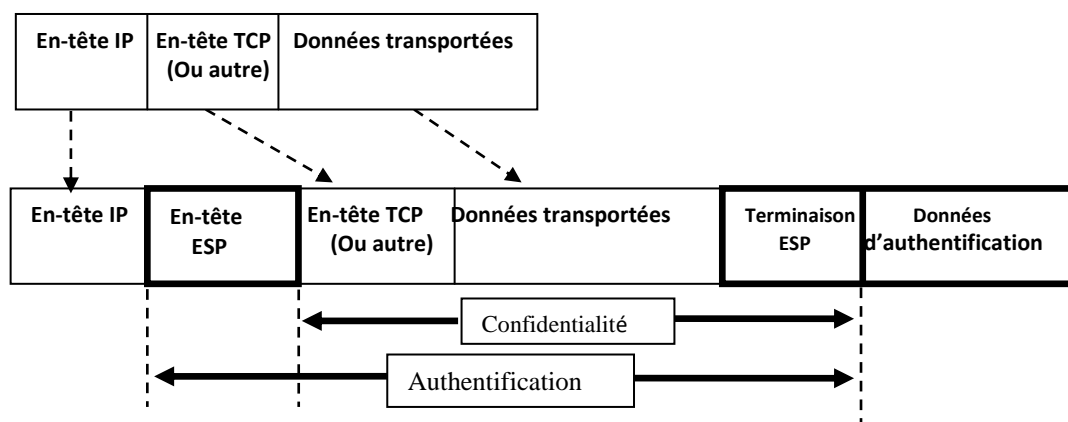 En-tête IP
En-tête TCP
(Ou autre)
Données transportées
En-tête IP
En-tête
ESP
En-tête TCP
(Ou autre)
Données transportées
Terminaison
ESP
Données
d’authentification
Confidentialité
Authentification